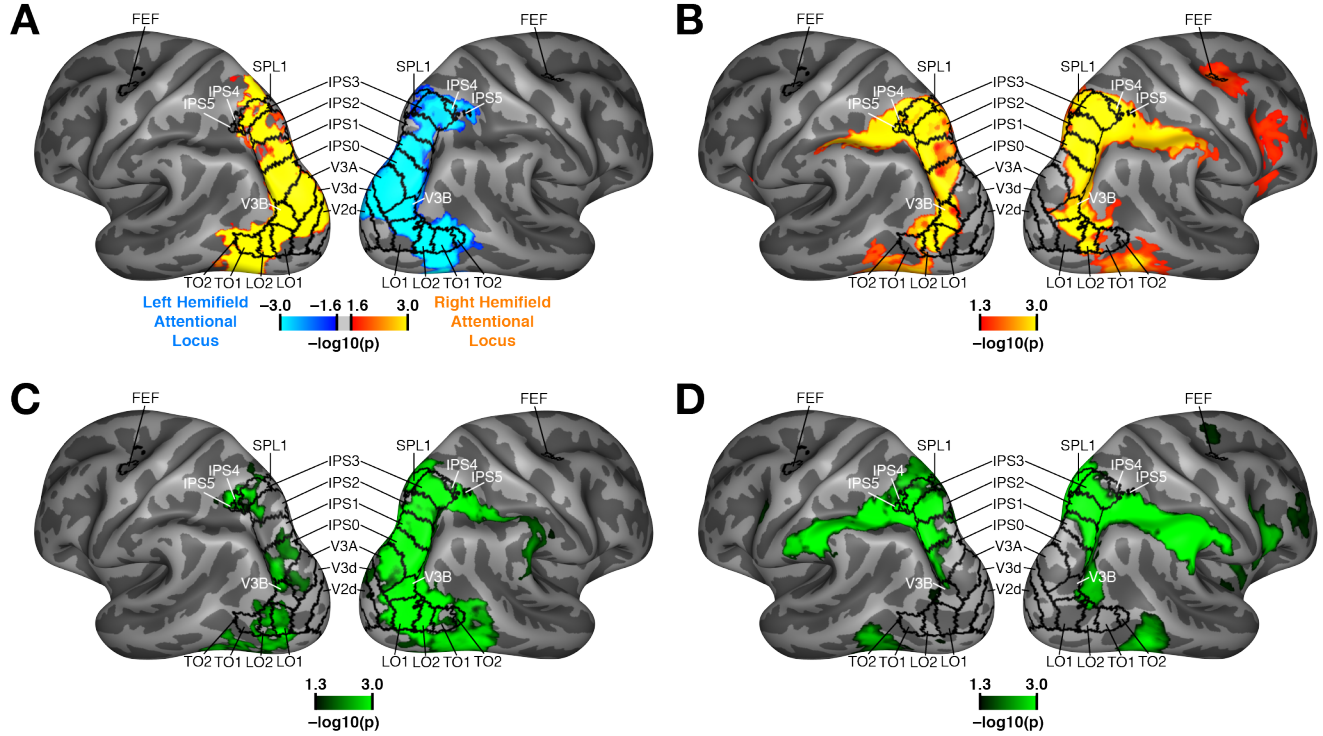 A
FEF
FEF
SPL1
SPL1
IPS3
IPS4
IPS4
IPS5
IPS5
IPS2
IPS1
IPS0
V3A
V3d
V3B
V3B
V2d
TO2 TO1 LO2 LO1
LO1 LO2 TO1 TO2
Left Hemifield
Attentional
Locus
−3.0 −1.6 1.6 3.0
−log10(p)
Right Hemifield
Attentional
Locus
B
FEF
FEF
SPL1
SPL1
IPS3
IPS4
IPS4
IPS5
IPS5
IPS2
IPS1
IPS0
V3A
V3d
V3B
V3B
V2d
TO2 TO1 LO2 LO1
LO1 LO2 TO1 TO2
1.3 3.0
−log10(p)
C
FEF
FEF
SPL1
SPL1
IPS3
IPS4
IPS4
IPS5
IPS5
IPS2
IPS1
IPS0
V3A
V3d
V3B
V3B
V2d
TO2 TO1 LO2 LO1
LO1 LO2 TO1 TO2
1.3 3.0
−log10(p)
D
FEF
FEF
SPL1
SPL1
IPS3
IPS4
IPS4
IPS5
IPS5
IPS2
IPS1
IPS0
V3A
V3d
V3B
V3B
V2d
TO2 TO1 LO2 LO1
LO1 LO2 TO1 TO2
1.3 3.0
−log10(p)